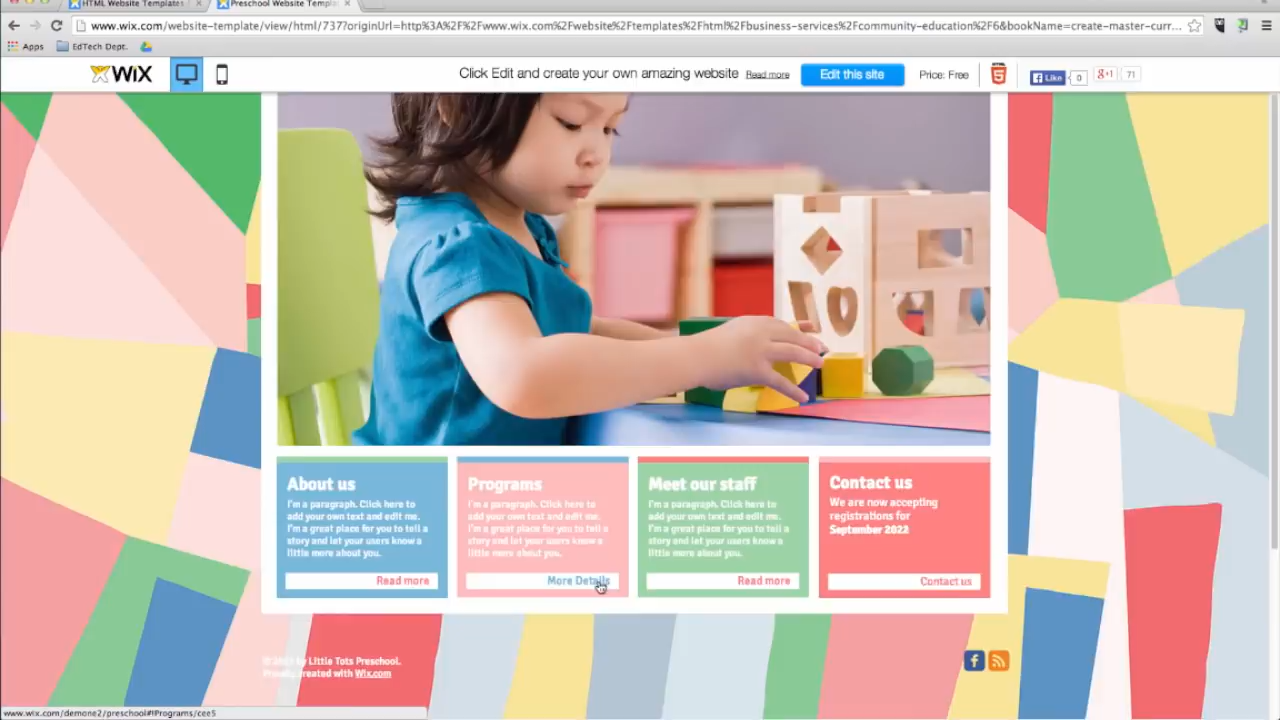 HTML Website Templates
Preschool Website Templa
www.wix.com/website-template/view/html/737?originUrl=http%3A%2F%2Fwww.wix.com%2Fwebsite%2Ftemplates%2Fhtml%2Fbusiness-services%2Fcommunity-education%2F6&bookName=create-master-curr...
Apps EdTech Dept.
WiX Click Edit and create your own amazing website Read more Edit this site Price: Free 5 Like 0 g+1 71
About us
I'm a paragraph. Click here to
add your own text and edit me.
I'm a great place for you to tell a
story and let your users know a
little more about you.
Read more
Programs
I'm a paragraph. Click here to
add your own text and edit me.
I'm a great place for you to tell a
story and let your users know a
little more about you.
More Details
Meet our staff
I'm a paragraph. Click here to
add your own text and edit me.
I'm a great place for you to tell a
story and let your users know a
little more about you.
Read more
Contact us
We are now accepting
registrations for
September 2022
Contact us
by Little Tots Preschool.
Proudly created with Wix.com
www.wix.com/demone2/preschool#!Programs/cee5